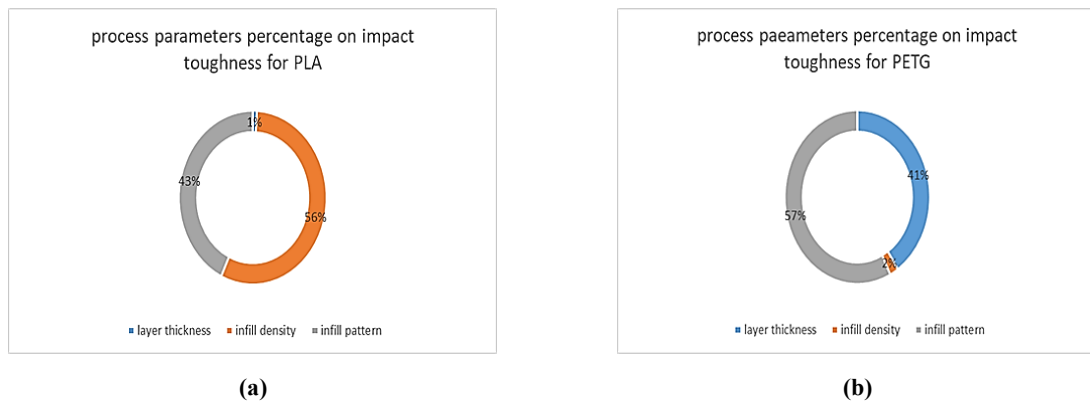 process parameters percentage on impact
toughness for PLA
1%
43%
56%
layer thickness infill density infill pattern
(a)
process paeameters percentage on impact
toughness for PETG
41%
57%
2%
layer thickness infill density infill pattern
(b)